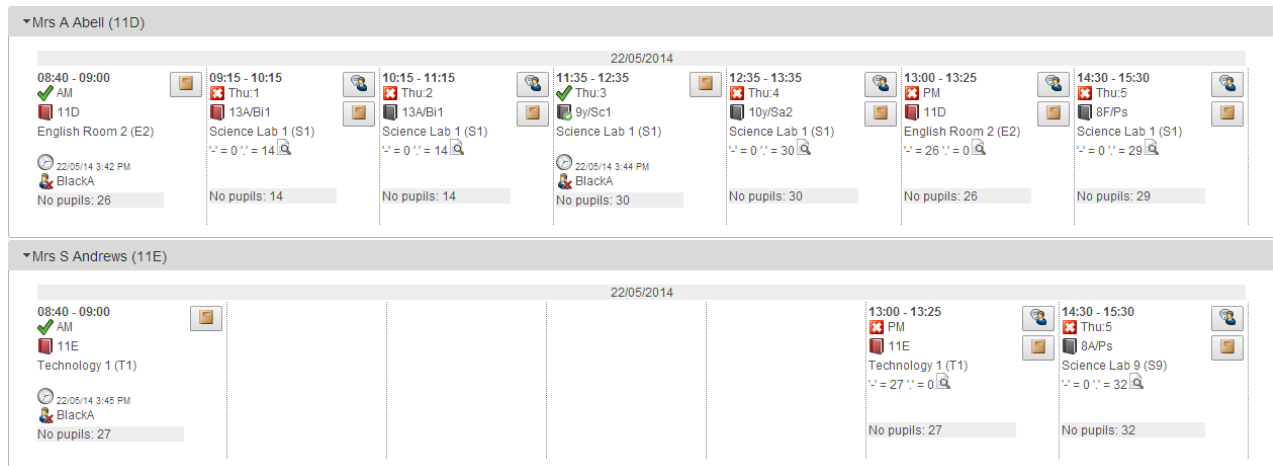 Mrs A Abell (11D)
22/05/2014
08:40 - 09:00
AM
11D
English Room 2 (E2)
22/05/14 3:42 PM
BlackA
No pupils: 26
09:15 - 10:15
Thu:1
13A/Bi1
Science Lab 1 (S1)
'-' = 0 '.' = 14
No pupils: 14
10:15 - 11:15
Thu:2
13A/Bi1
Science Lab 1 (S1)
'-' = 0 '.' = 14
No pupils: 14
11:35 - 12:35
Thu:3
9y/Sc1
Science Lab 1 (S1)
22/05/14 3:44 PM
BlackA
No pupils: 30
12:35 - 13:35
Thu:4
10y/Sa2
Science Lab 1 (S1)
'-' = 0 '.' = 30
No pupils: 30
13:00 - 13:25
PM
11D
English Room 2 (E2)
'-' = 26 '.' = 0
No pupils: 26
14:30 - 15:30
Thu:5
8F/Ps
Science Lab 1 (S1)
'-' = 0 '.' = 29
No pupils: 29
Mrs S Andrews (11E)
22/05/2014
08:40 - 09:00
AM
11E
Technology 1 (T1)
22/05/14 3:45 PM
BlackA
No pupils: 27
13:00 - 13:25
PM
11E
Technology 1 (T1)
'-' = 27 '.' = 0
No pupils: 27
14:30 - 15:30
Thu:5
8A/Ps
Science Lab 9 (S9)
'-' = 0 '.' = 32
No pupils: 32